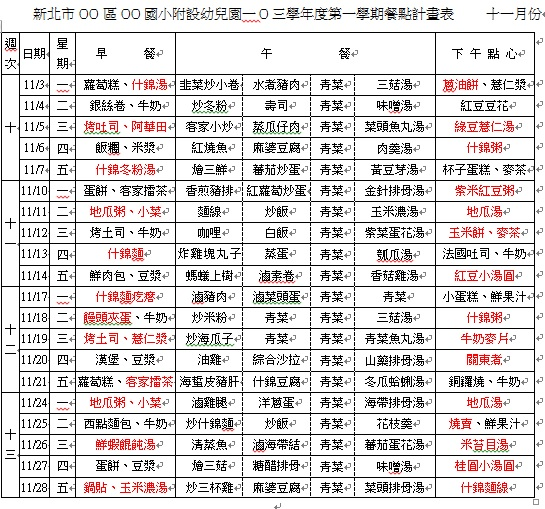 新北市OO區OO國小附設幼兒園一O三學年度第一學期餐點計畫表 十一月份
週次 日期 星期 早餐 午餐 下午點心
十 11/3 一 蘿蔔糕、什錦湯 韭菜炒小卷 水煮豬肉 青菜 三菇湯 蔥油餅、薏仁漿
11/4 二 銀絲卷、牛奶 炒冬粉 壽司 青菜 味噌湯 紅豆豆花
11/5 三 烤吐司、阿華田 客家小炒 蒸瓜仔肉 青菜 菜頭魚丸湯 綠豆薏仁湯
11/6 四 飯糰、米漿 紅燒魚 麻婆豆腐 青菜 肉羹湯 什錦粥
11/7 五 什錦冬粉湯 燴三鮮 蕃茄炒蛋 青菜 黃豆芽湯 杯子蛋糕、麥茶
十一 11/10 一 蛋餅、客家擂茶 香煎豬排 紅蘿蔔炒蛋 青菜 金針排骨湯 紫米紅豆粥
11/11 二 地瓜粥、小菜 麵線 炒飯 青菜 玉米濃湯 地瓜湯
11/12 三 烤土司、牛奶 咖哩 白飯 青菜 紫菜蛋花湯 玉米餅、麥茶
11/13 四 什錦麵 炸雞塊丸子 蒸蛋 青菜 瓠瓜湯 法國吐司、牛奶
11/14 五 鮮肉包、豆漿 螞蟻上樹 滷素卷 青菜 香菇雞湯 紅豆小湯圓
十二 11/17 一 什錦麵疙瘩 滷豬肉 滷菜頭蛋 青菜 青菜 小蛋糕、鮮果汁
11/18 二 饅頭夾蛋、牛奶 炒米粉 青菜 青菜 三菇湯 什錦粥
11/19 三 烤土司、薏仁漿 炒海瓜子 青菜 青菜 青菜魚丸湯 牛奶麥片
11/20 四 漢堡、豆漿 油雞 綜合沙拉 青菜 山藥排骨湯 關東煮
11/21 五 蘿蔔糕、客家擂茶 海蜇皮豬肝 什錦豆腐 青菜 冬瓜蛤蜊湯 銅鑼燒、牛奶
十三 11/24 一 地瓜粥、小菜 滷雞腿 洋蔥蛋 青菜 海帶排骨湯 地瓜湯
11/25 二 西點麵包、牛奶 炒什錦麵 炒飯 青菜 花枝羹 燒賣、鮮果汁
11/26 三 鮮蝦餛飩湯 清蒸魚 滷海帶結 青菜 蕃茄蛋花湯 米苔目湯
11/27 四 蛋餅、豆漿 燴三菇 糖醋排骨 青菜 味噌湯 桂圓小湯圓
11/28 五 鍋貼、玉米濃湯 炒三杯雞 麻婆豆腐 青菜 菜頭排骨湯 什錦麵線